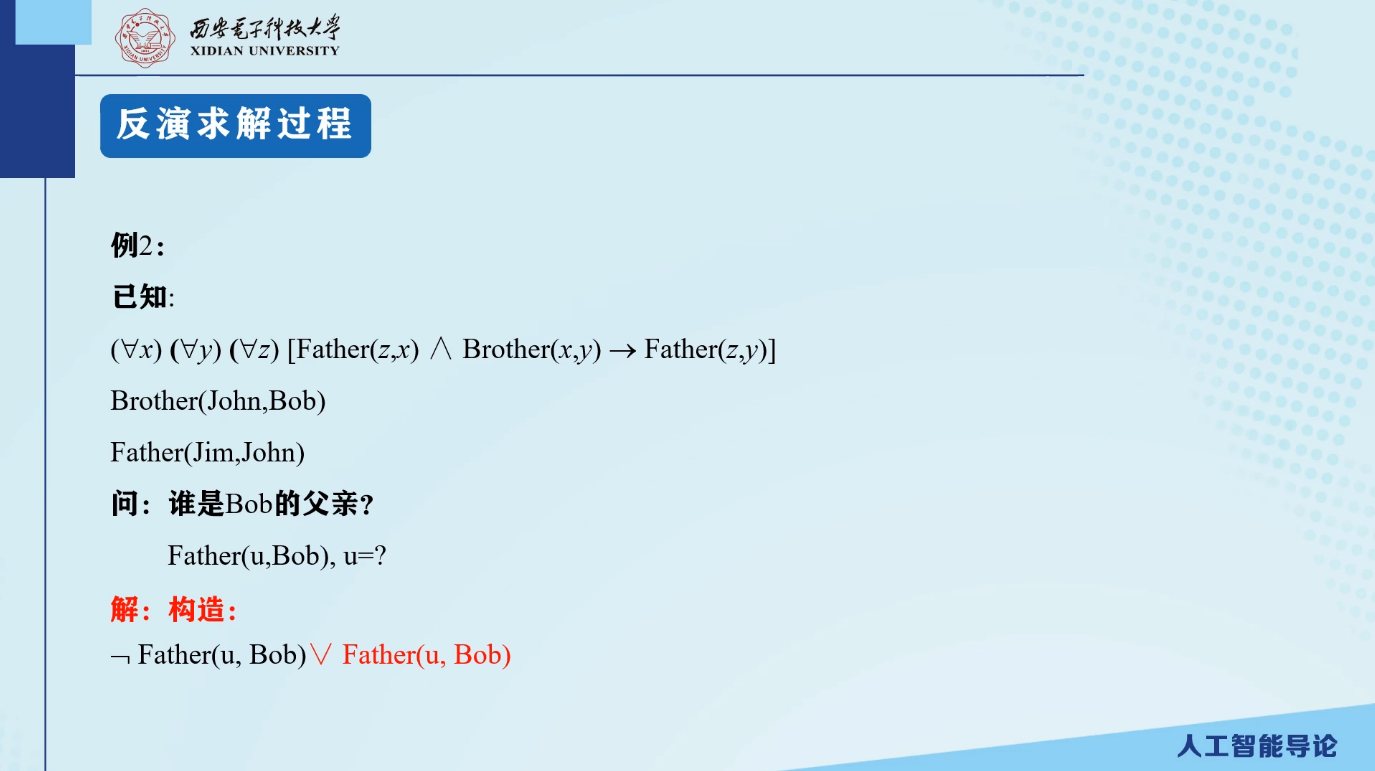 西安电子科技大学
XIDIAN UNIVERSITY
反演求解过程
例2：
已知:
(∀x) (∀y) (∀z) [Father(z,x) ∧ Brother(x,y) → Father(z,y)]
Brother(John,Bob)
Father(Jim,John)
问：谁是Bob的父亲?
Father(u,Bob), u=?
解：构造：
¬ Father(u, Bob)∨ Father(u, Bob)
人工智能导论